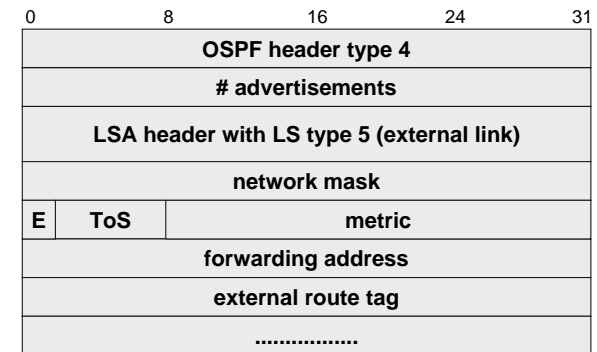 0 8 16 24 31
OSPF header type 4
# advertisements
LSA header with LS type 5 (external link)
network mask
E ToS metric
forwarding address
external route tag
.................